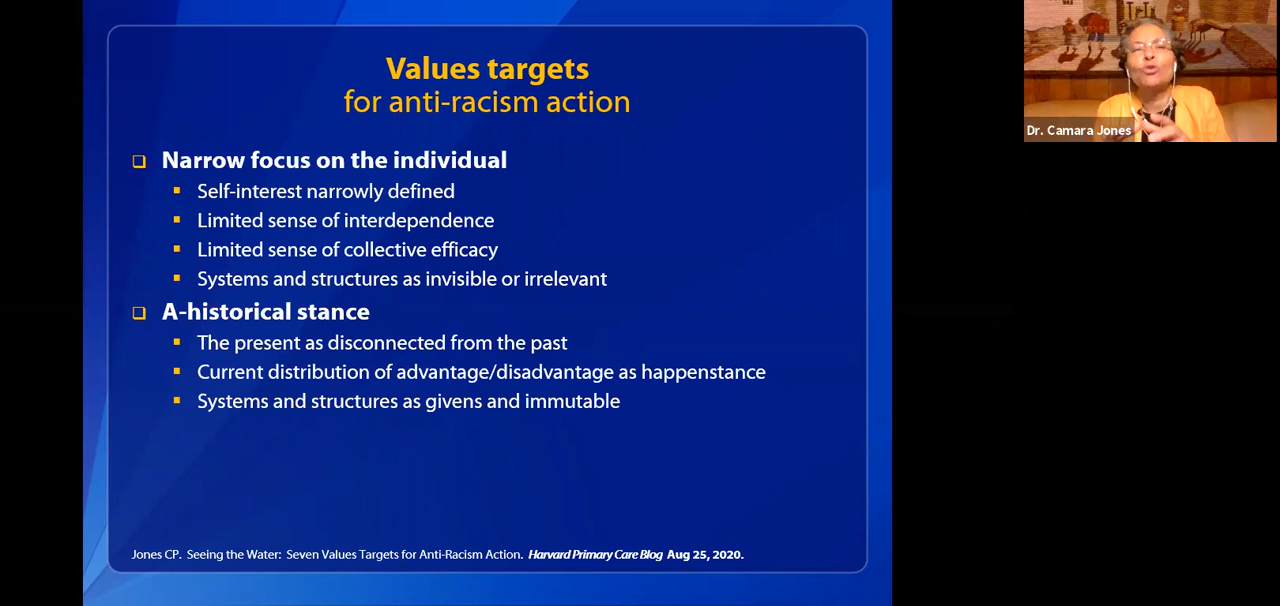 Values targets
for anti-racism action
❑ Narrow focus on the individual
▪ Self-interest narrowly defined
▪ Limited sense of interdependence
▪ Limited sense of collective efficacy
▪ Systems and structures as invisible or irrelevant
❑ A-historical stance
▪ The present as disconnected from the past
▪ Current distribution of advantage/disadvantage as happenstance
▪ Systems and structures as givens and immutable
Jones CP. Seeing the Water: Seven Values Targets for Anti-Racism Action. Harvard Primary Care Blog Aug 25, 2020.
Dr. Camara Jones